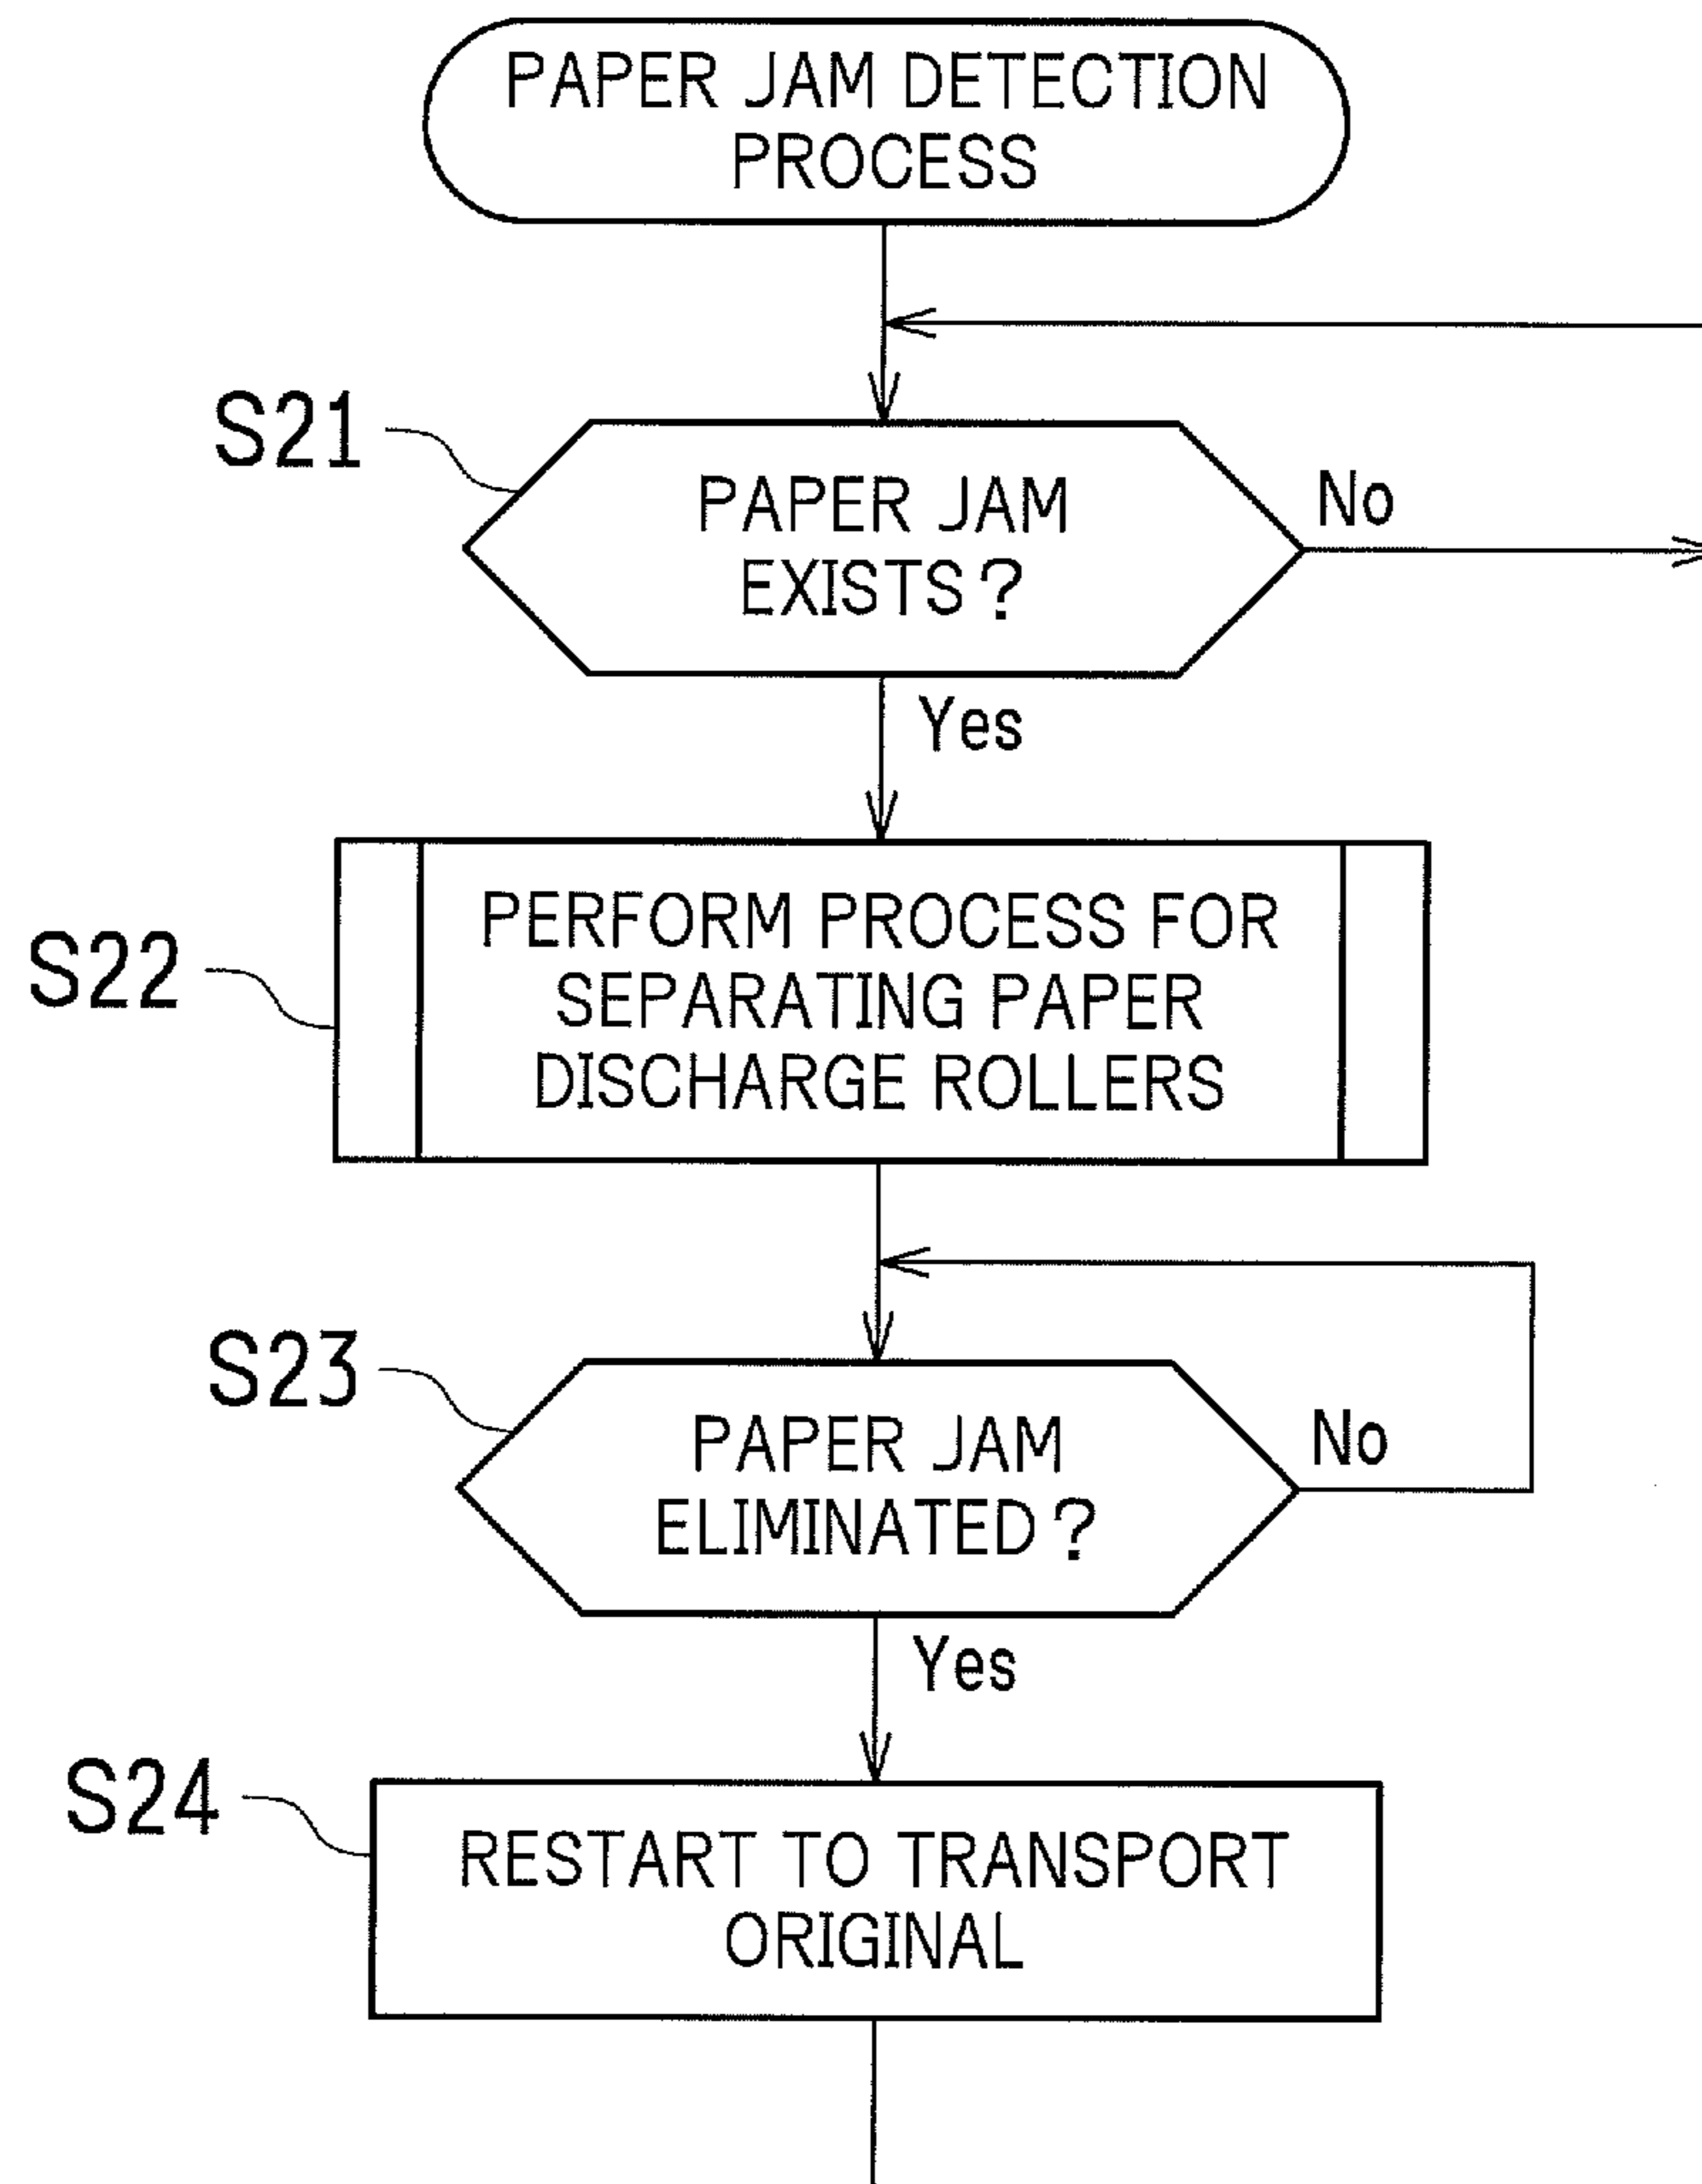 PAPER JAM DETECTION
PROCESS
S21
PAPER JAM
EXISTS?
No
Yes
S22
PERFORM PROCESS FOR
SEPARATING PAPER
DISCHARGE ROLLERS
S23
PAPER JAM
ELIMINATED?
No
Yes
S24
RESTART TO TRANSPORT
ORIGINAL